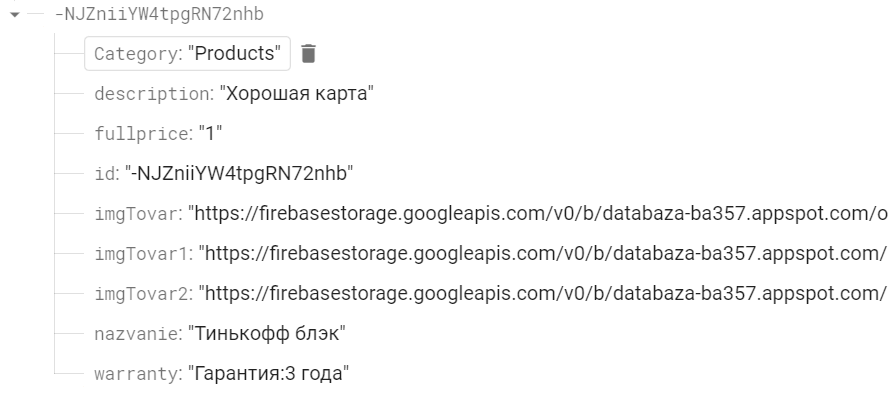 -NJZniiYW4tpgRN72nhb
Category: "Products"
description: "Хорошая карта"
fullprice: "1"
id: "-NJZniiYW4tpgRN72nhb"
imgTovar: "https://firebasestorage.googleapis.com/v0/b/databaza-ba357.appspot.com/o
imgTovar1: "https://firebasestorage.googleapis.com/v0/b/databaza-ba357.appspot.com/
imgTovar2: "https://firebasestorage.googleapis.com/v0/b/databaza-ba357.appspot.com/
nazvanie: "Тинькофф блэк"
warranty: "Гарантия:3 года"